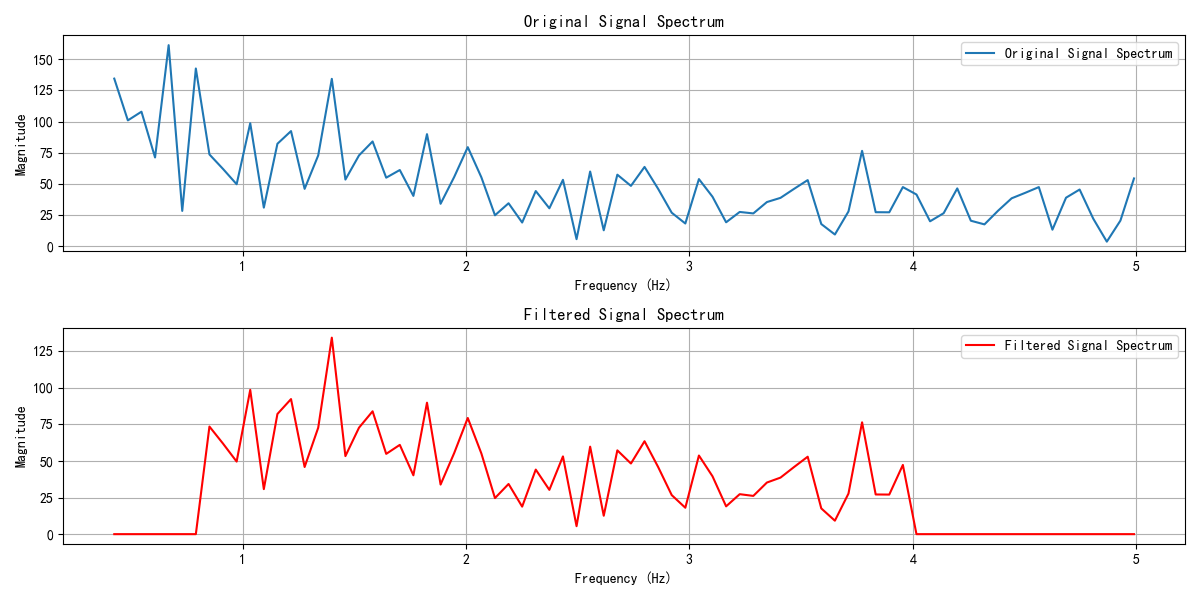 Original Signal Spectrum
Original Signal Spectrum
Magnitude
150
125
100
75
50
25
0
1 2 3 4 5
Frequency (Hz)
Filtered Signal Spectrum
Filtered Signal Spectrum
Magnitude
125
100
75
50
25
0
1 2 3 4 5
Frequency (Hz)